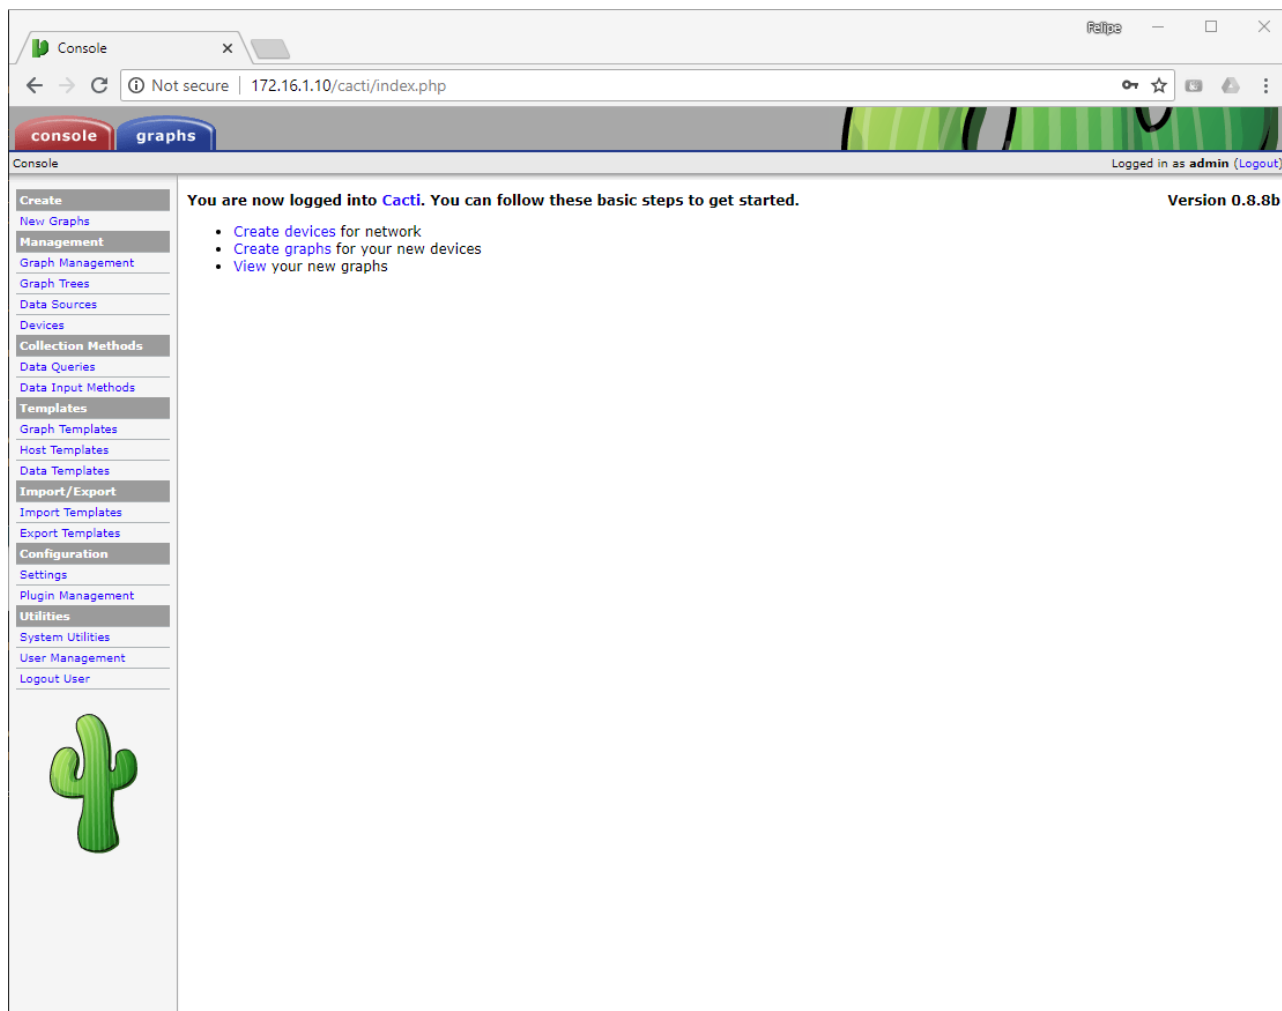 Felipe
Console
Not secure | 172.16.1.10/cacti/index.php
console graphs
Console Logged in as admin (Logout)
Create
New Graphs
Management
Graph Management
Graph Trees
Data Sources
Devices
Collection Methods
Data Queries
Data Input Methods
Templates
Graph Templates
Host Templates
Data Templates
Import/Export
Import Templates
Export Templates
Configuration
Settings
Plugin Management
Utilities
System Utilities
User Management
Logout User
You are now logged into Cacti. You can follow these basic steps to get started. Version 0.8.8b
• Create devices for network
• Create graphs for your new devices
• View your new graphs